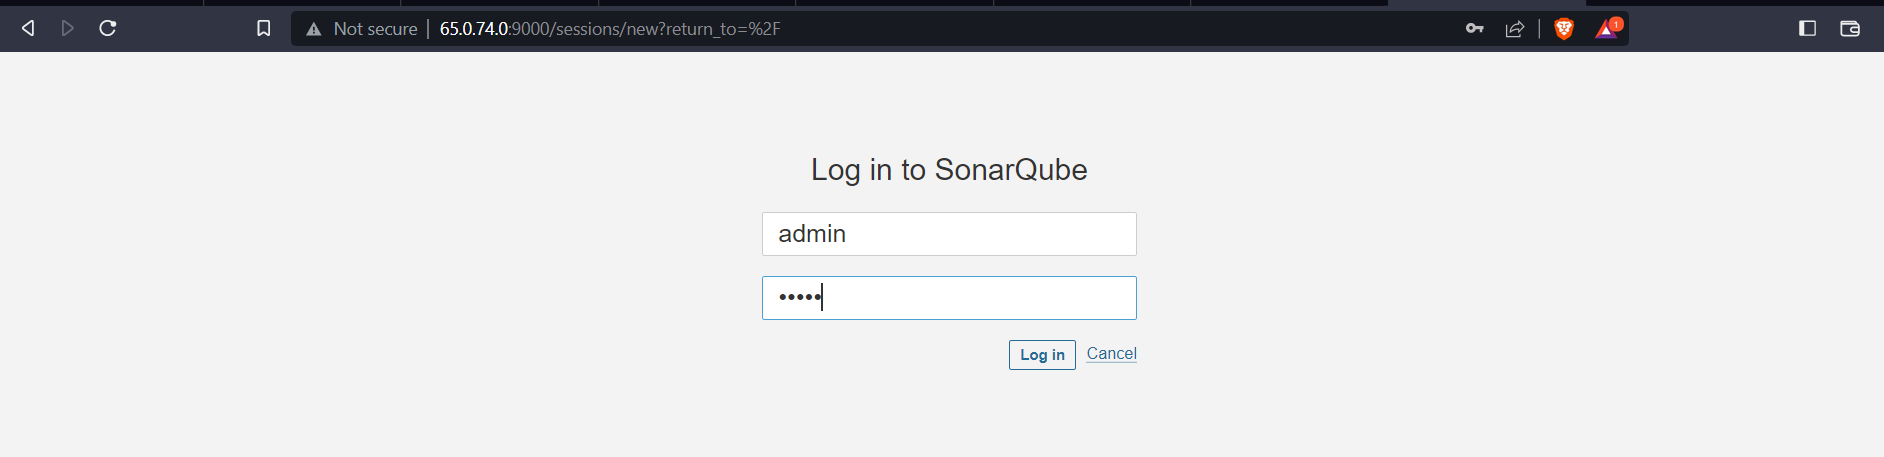 Not secure | 65.0.74.0:9000/sessions/new?return_to=%2F
1
Log in to SonarQube
admin
•••••
Log in Cancel